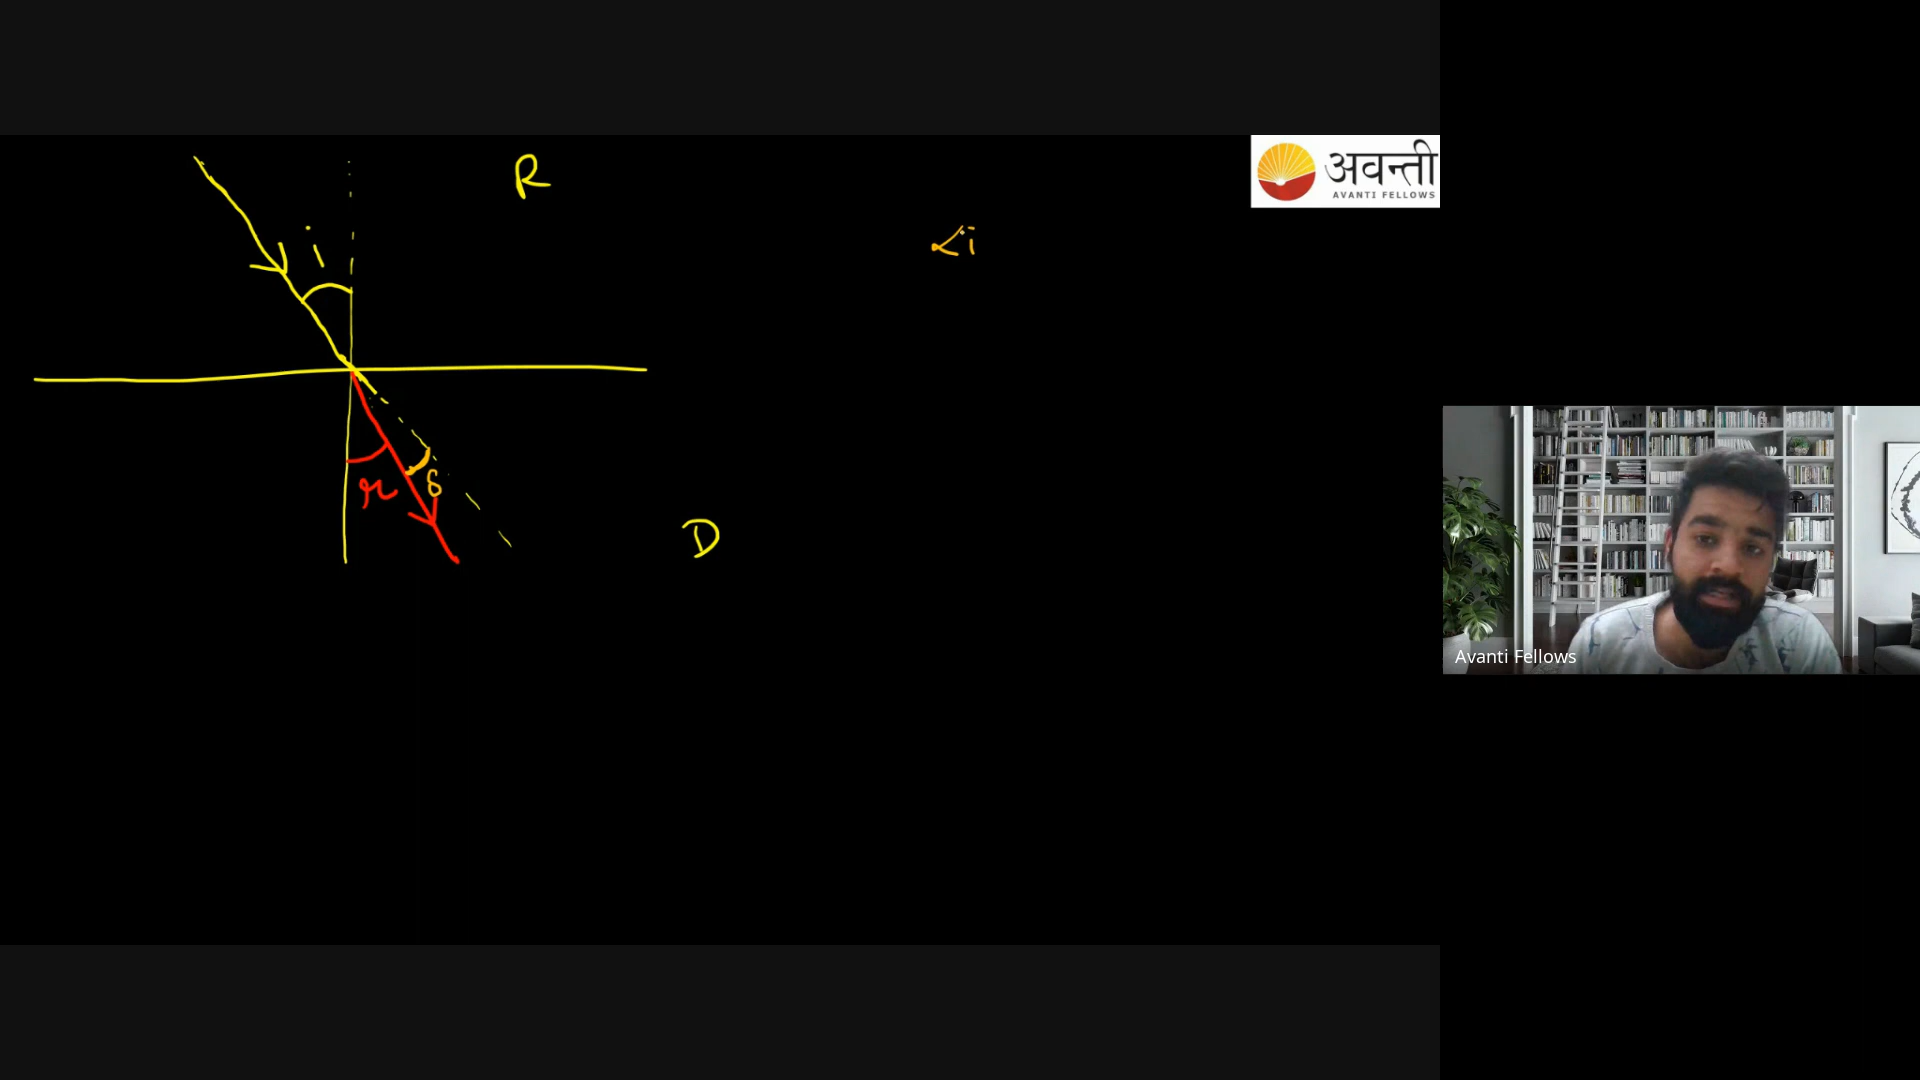 R
अवन्ती
AVANTI FELLOWS
i
∠i
r
δ
D
Avanti Fellows